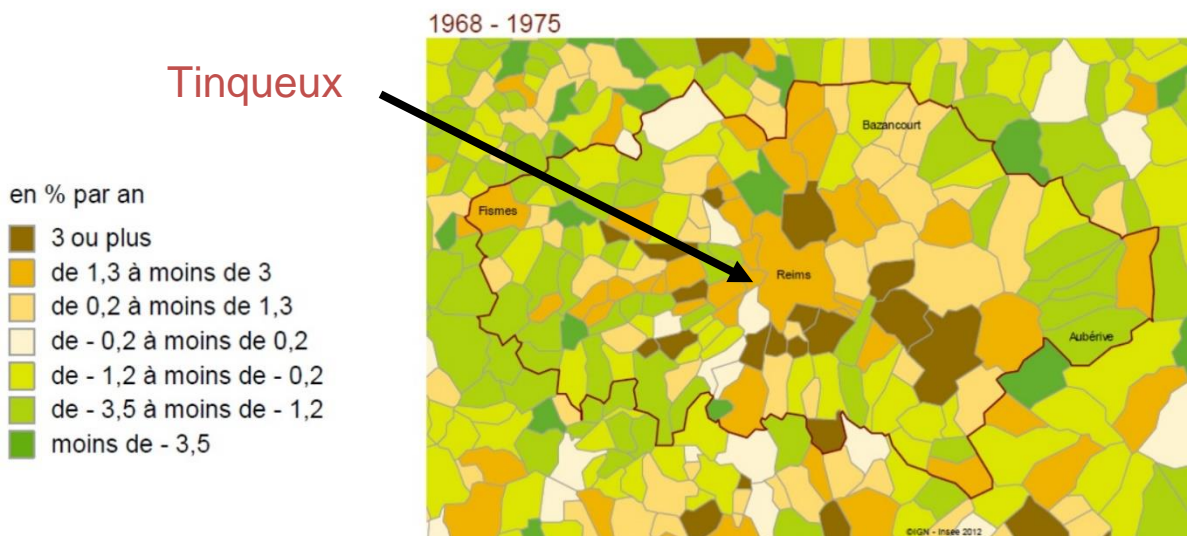 1968 - 1975
Tinqueux
Bazancourt
en % par an
Fismes
3 ou plus
de 1,3 à moins de 3
Reims
de 0,2 à moins de 1,3
de - 0,2 à moins de 0,2
Aubérive
de - 1,2 à moins de - 0,2
de - 3,5 à moins de - 1,2
moins de - 3,5
©IGN - Insee 2012